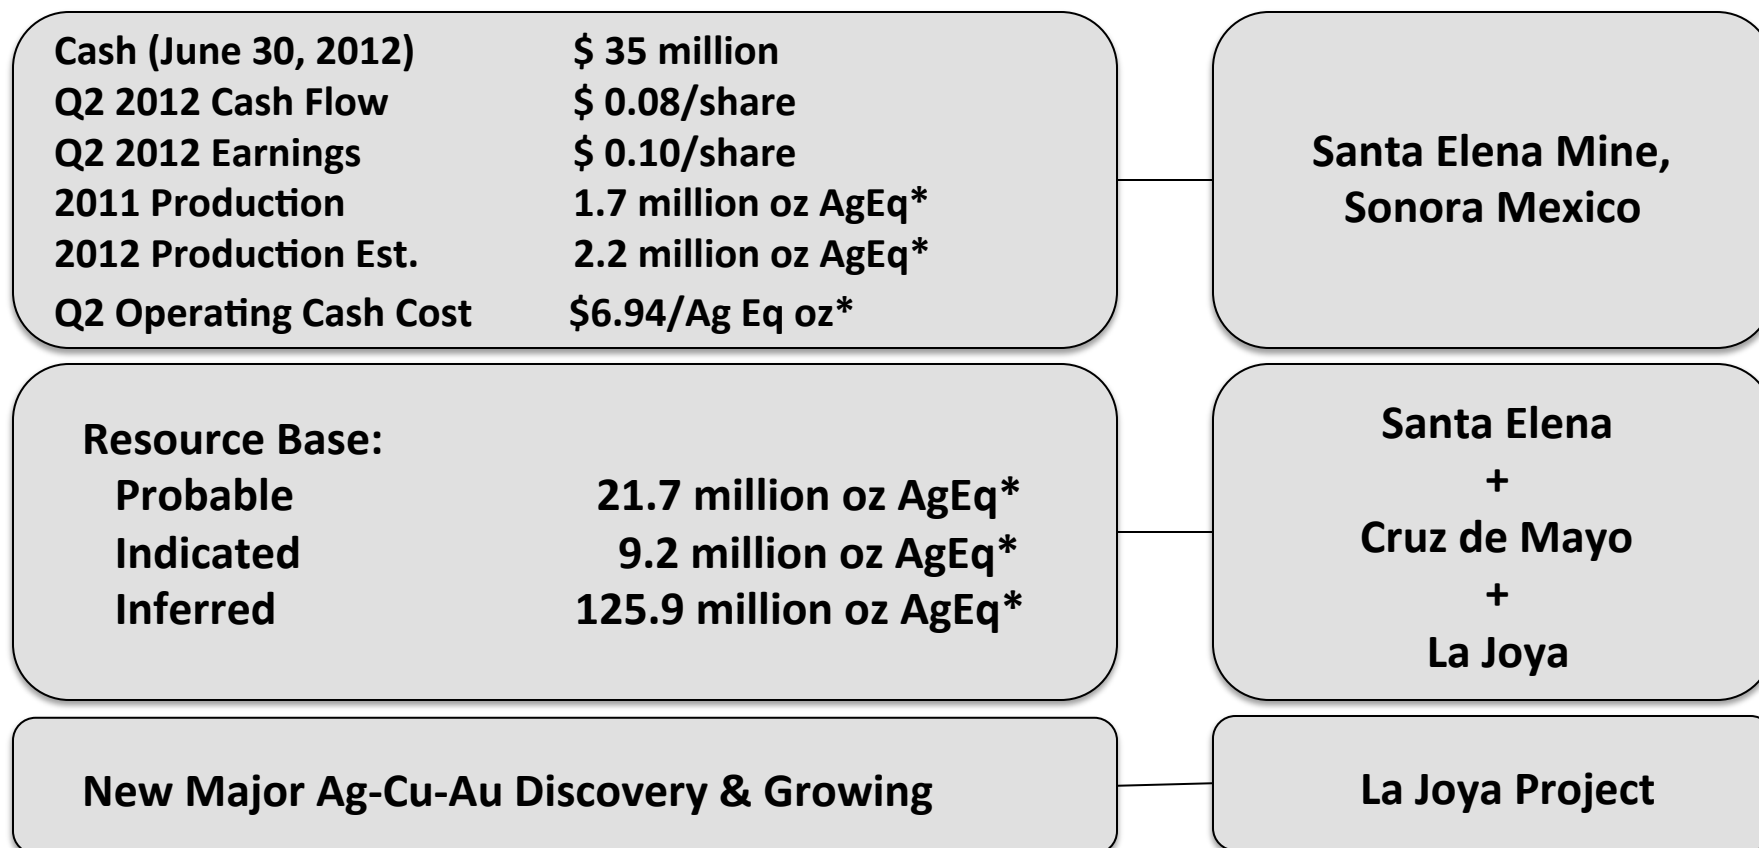 Cash (June 30, 2012) $ 35 million
Q2 2012 Cash Flow $ 0.08/share
Q2 2012 Earnings $ 0.10/share
2011 Production 1.7 million oz AgEq*
2012 Production Est. 2.2 million oz AgEq*
Q2 Operating Cash Cost $6.94/Ag Eq oz*
Santa Elena Mine,
Sonora Mexico
Resource Base:
Probable 21.7 million oz AgEq*
Indicated 9.2 million oz AgEq*
Inferred 125.9 million oz AgEq*
Santa Elena
+
Cruz de Mayo
+
La Joya
New Major Ag-Cu-Au Discovery & Growing
La Joya Project